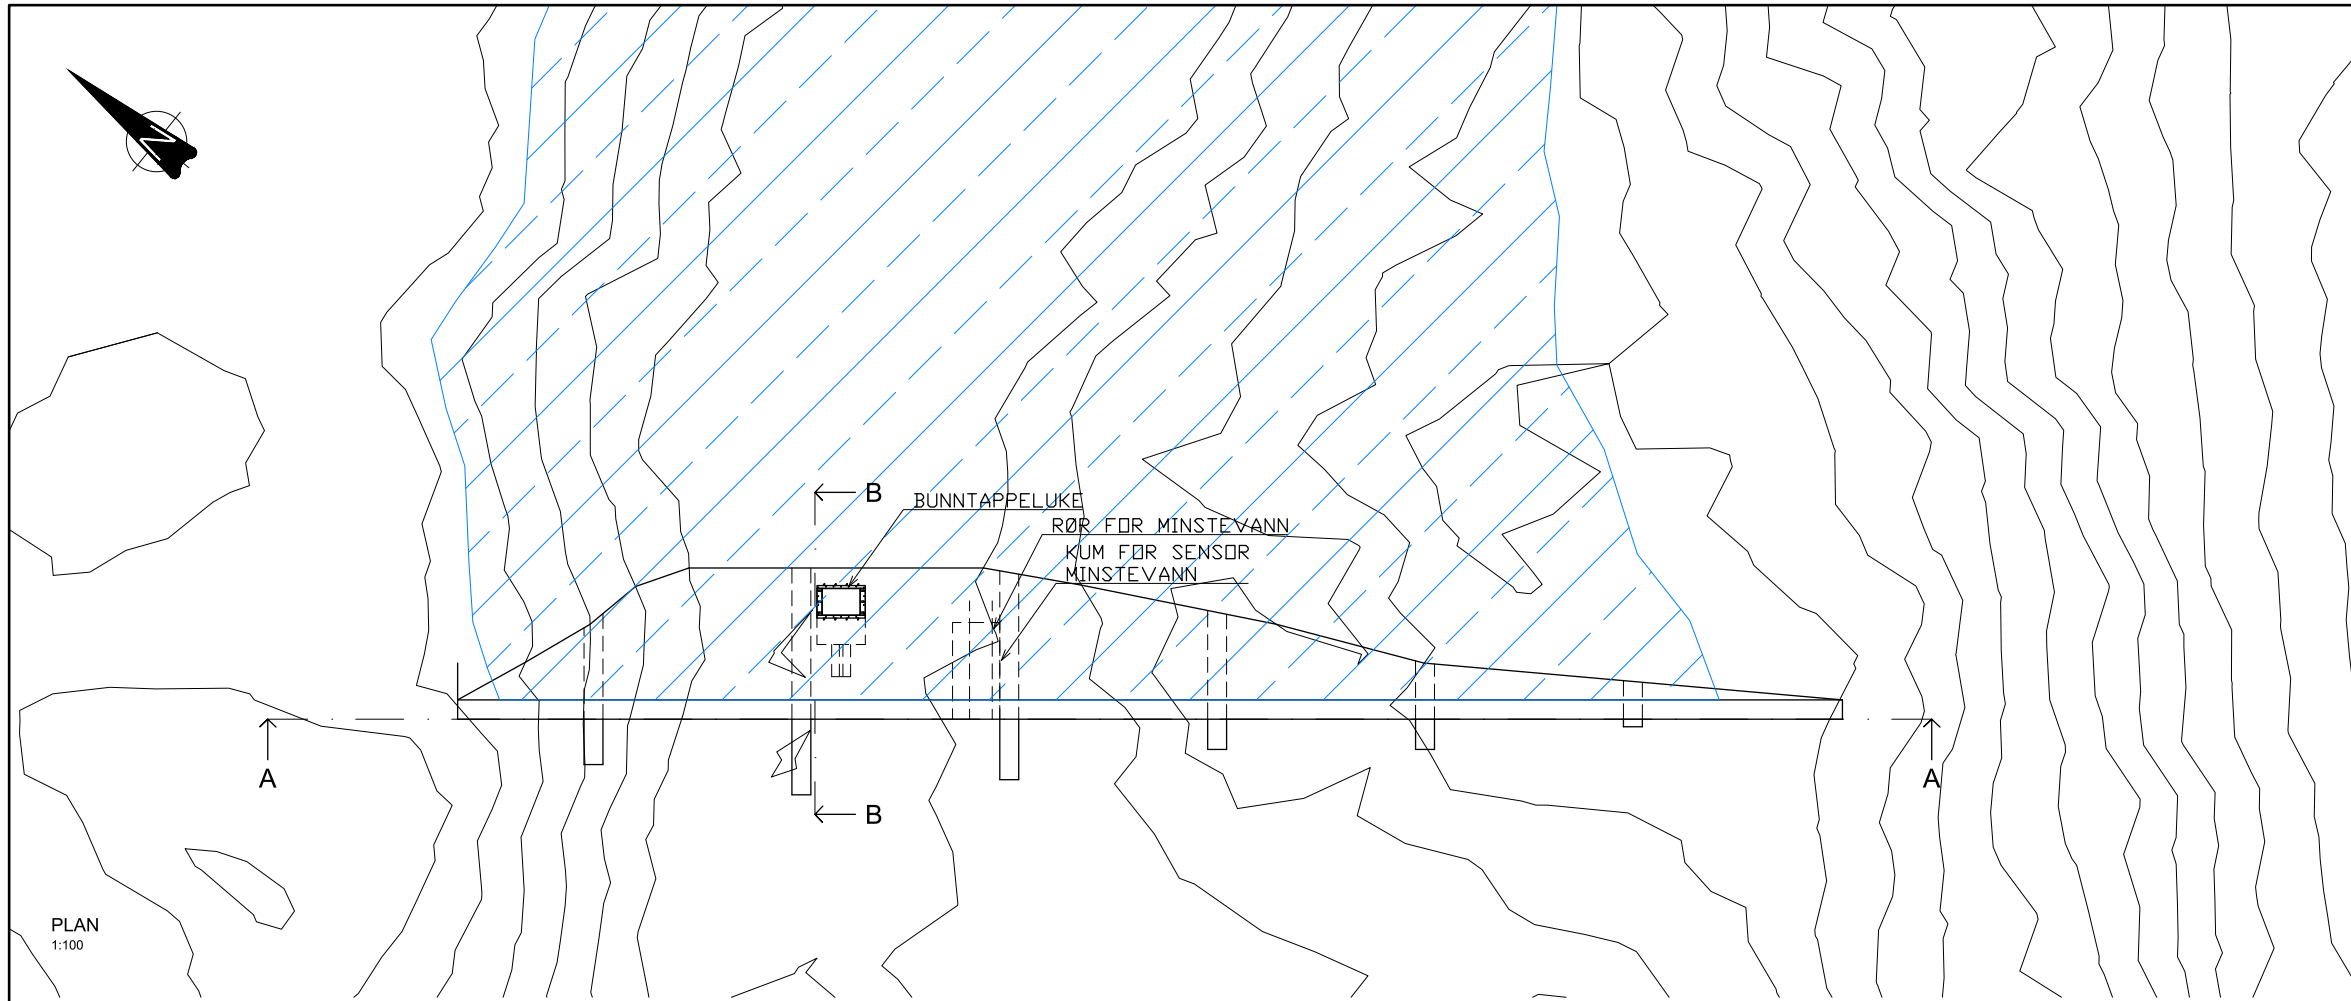 N
B
BUNNTAPPELUKE
RØR FOR MINSTEVANN
KUM FOR SENSOR
MINSTEVANN
A
A
B
PLAN
1:100